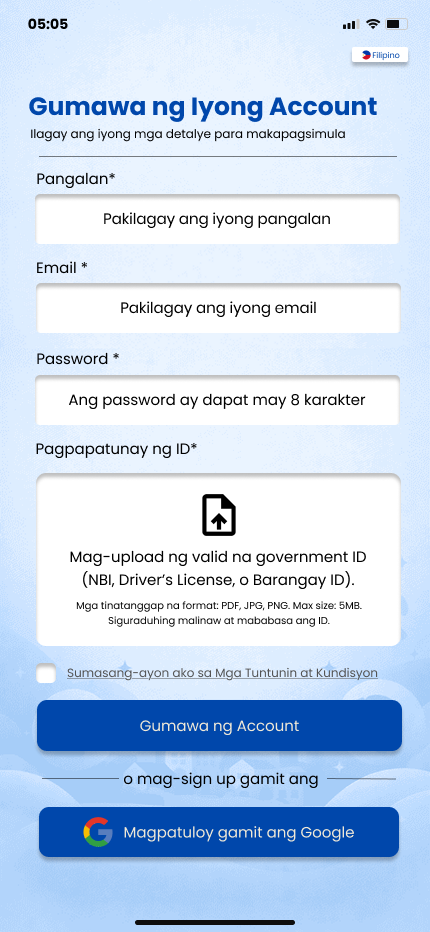 05:05
Filipino
Gumawa ng Iyong Account
Ilagay ang iyong mga detalye para makapagsimula
Pangalan*
Pakilagay ang iyong pangalan
Email *
Pakilagay ang iyong email
Password *
Ang password ay dapat may 8 karakter
Pagpapatunay ng ID*
Mag-upload ng valid na government ID
(NBI, Driver’s License, o Barangay ID).
Mga tinatanggap na format: PDF, JPG, PNG. Max size: 5MB.
Siguraduhing malinaw at mababasa ang ID.
Sumasang-ayon ako sa Mga Tuntunin at Kundisyon
Gumawa ng Account
o mag-sign up gamit ang
Magpatuloy gamit ang Google